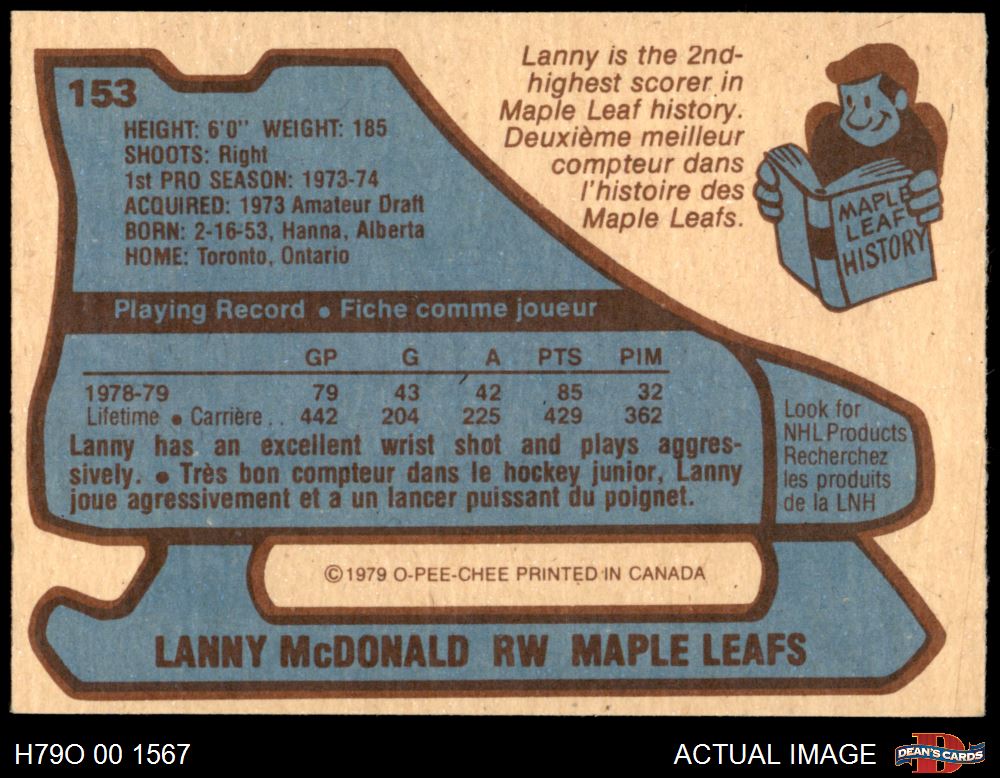 153
HEIGHT: 6'0" WEIGHT: 185
SHOOTS: Right
1st PRO SEASON: 1973-74
ACQUIRED: 1973 Amateur Draft
BORN: 2-16-53, Hanna, Alberta
HOME: Toronto, Ontario
Lanny is the 2nd-
highest scorer in
Maple Leaf history.
Deuxième meilleur
compteur dans
l'histoire des
Maple Leafs.
MAPLE
LEAF
HISTORY
Playing Record • Fiche comme joueur
GP G A PTS PIM
1978-79 79 43 42 85 32
Lifetime • Carrière . . 442 204 225 429 362
Lanny has an excellent wrist shot and plays aggres-
sively. • Très bon compteur dans le hockey junior, Lanny
joue agressivement et a un lancer puissant du poignet.
Look for
NHL Products
Recherchez
les produits
de la LNH
©1979 O-PEE-CHEE PRINTED IN CANADA
LANNY McDONALD RW MAPLE LEAFS
H79O 00 1567
ACTUAL IMAGE
DEAN'S CARDS